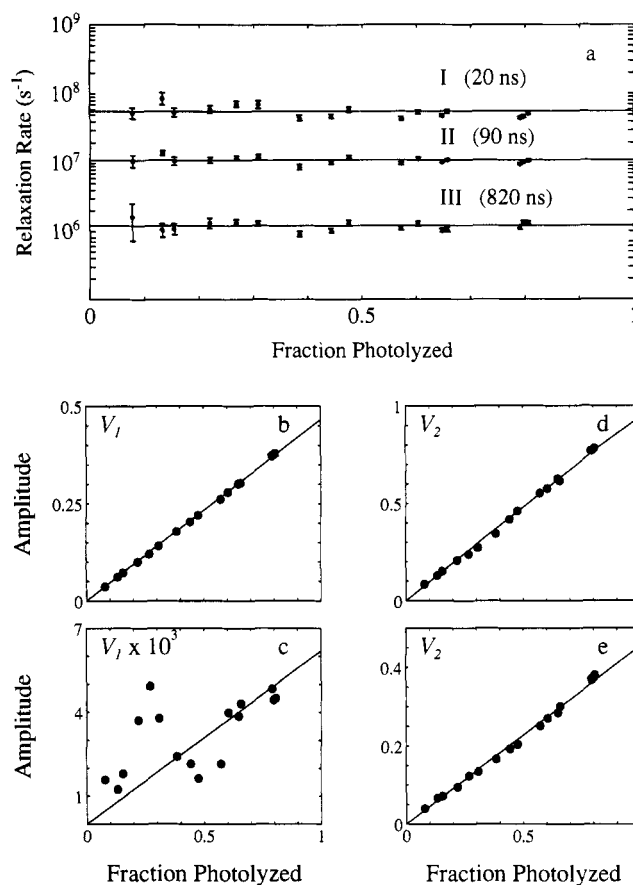 10⁹
10⁸
10⁷
10⁶
Relaxation Rate (s⁻¹)
a
I (20 ns)
II (90 ns)
III (820 ns)
0 0.5 1
Fraction Photolyzed
0.5
0.25
0
V₁ b
Amplitude
1
0.5
0
V₂ d
7
4
1
V₁ x 10³ c
Amplitude
0 0.5 1
Fraction Photolyzed
0.4
0.2
0
V₂ e
0 0.5 1
Fraction Photolyzed